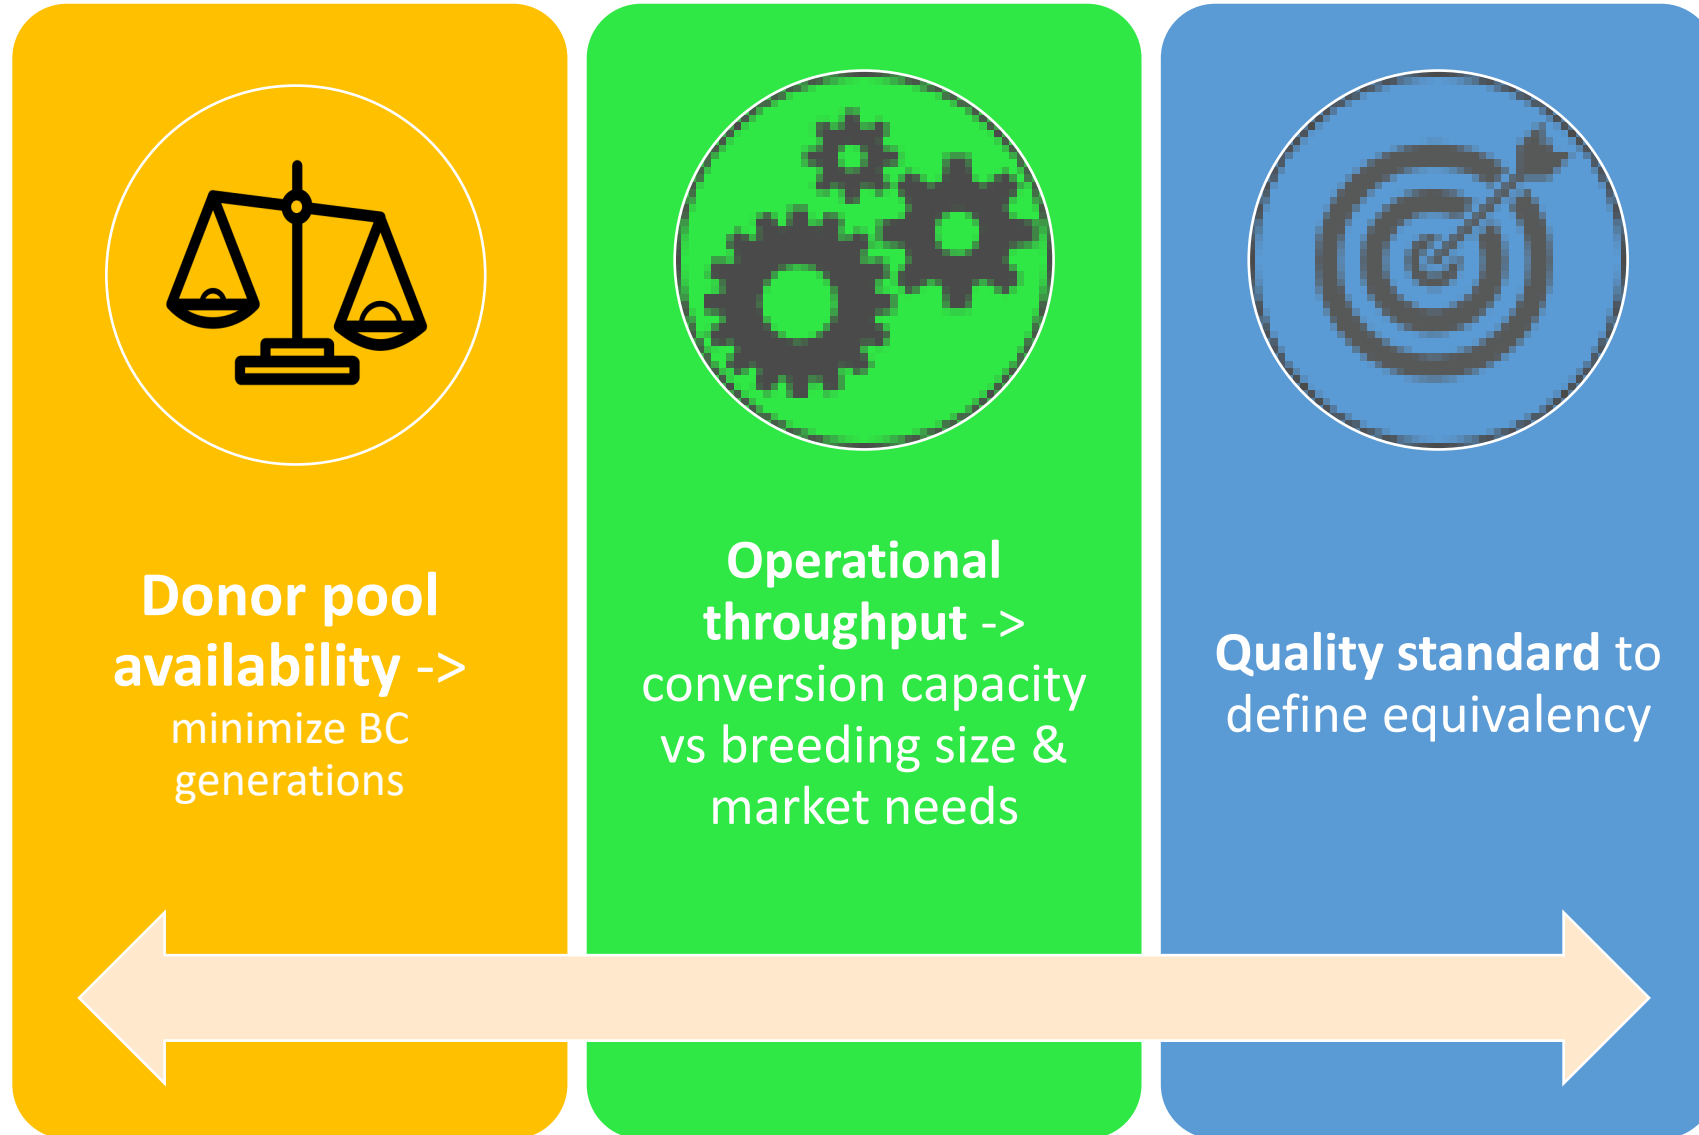 Donor pool
availability ->
minimize BC
generations
Operational
throughput ->
conversion capacity
vs breeding size &
market needs
Quality standard to
define equivalency